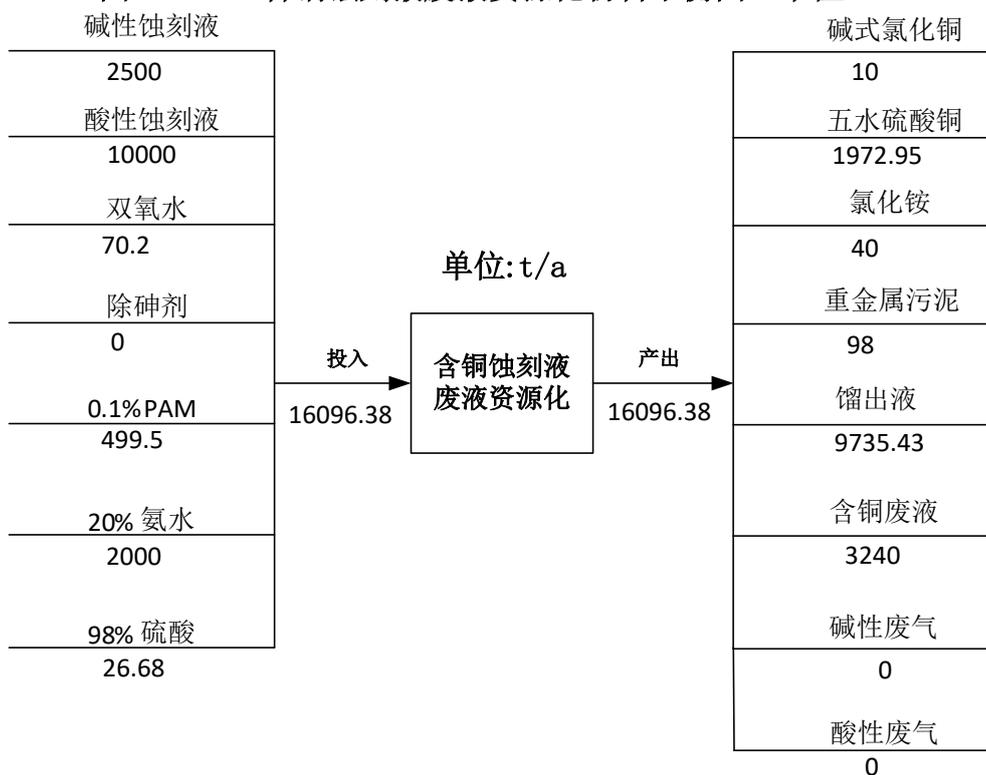 碱性蚀刻液
2500
酸性蚀刻液
10000
双氧水
70.2
除砷剂
0
0.1%PAM
499.5
20%氨水
2000
98%硫酸
26.68
单位:t/a
投入
16096.38
含铜蚀刻液
废液资源化
产出
16096.38
碱式氯化铜
10
五水硫酸铜
1972.95
氯化铵
40
重金属污泥
98
馏出液
9735.43
含铜废液
3240
碱性废气
0
酸性废气
0